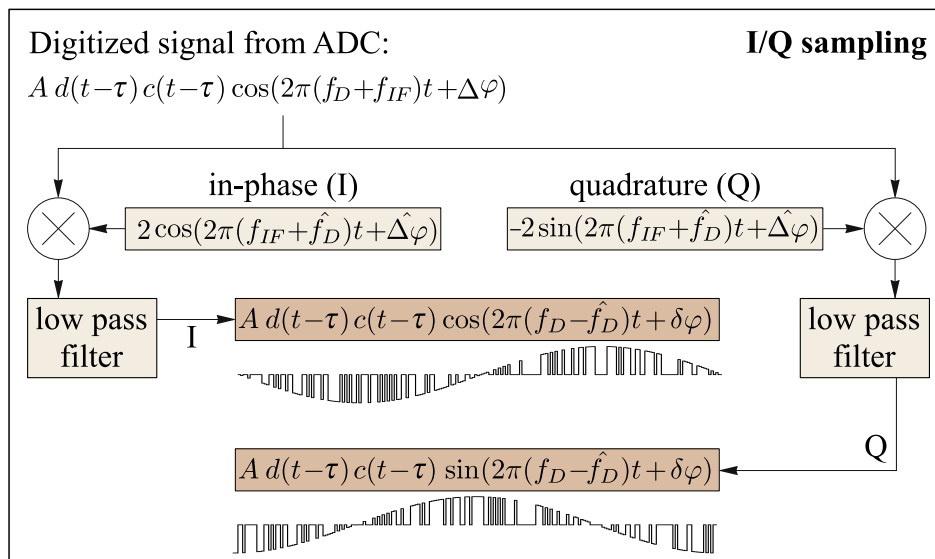 Digitized signal from ADC:
I/Q sampling
A d(t−τ) c(t−τ) cos(2π(f_D+f_IF)t+Δφ)
in-phase (I)
quadrature (Q)
2 cos(2π(f_IF+f̂_D)t+Δ̂φ)
–2 sin(2π(f_IF+f̂_D)t+Δ̂φ)
low pass
filter
I
A d(t−τ) c(t−τ) cos(2π(f_D−f̂_D)t+δφ)
low pass
filter
Q
A d(t−τ) c(t−τ) sin(2π(f_D−f̂_D)t+δφ)